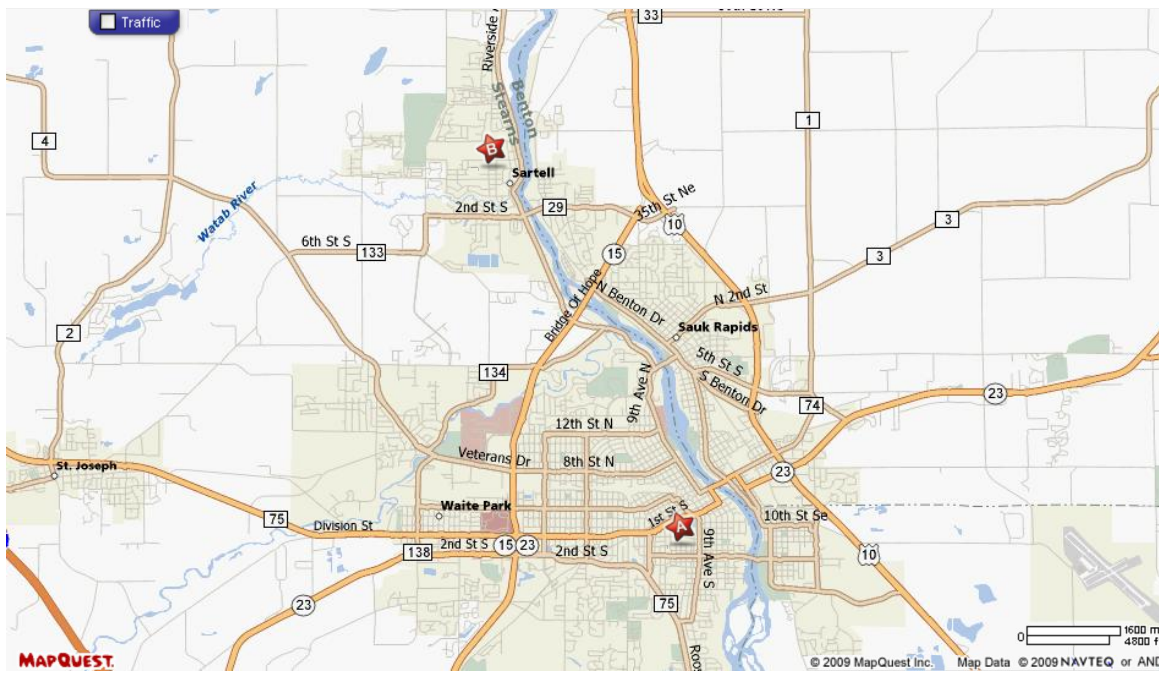 Traffic
Riverside
33
4
1
Benton
Stearns
B
Sartell
Watab River
2nd St S
29
35th St Ne
10
3
6th St S
133
15
3
N 2nd St
Bridge Of Hope
N Benton Dr
2
Sauk Rapids
134
5th St S
S Benton Dr
9th Ave N
23
74
12th St N
Veterans Dr
8th St N
St. Joseph
23
Waite Park
75
Division St
1st St S
A
10th St Se
138
2nd St S
15
23
2nd St S
9th Ave S
10
23
75
0
1600 m
4800 f
MAPQUEST.
© 2009 MapQuest Inc. Map Data © 2009 NAVTEQ or AND